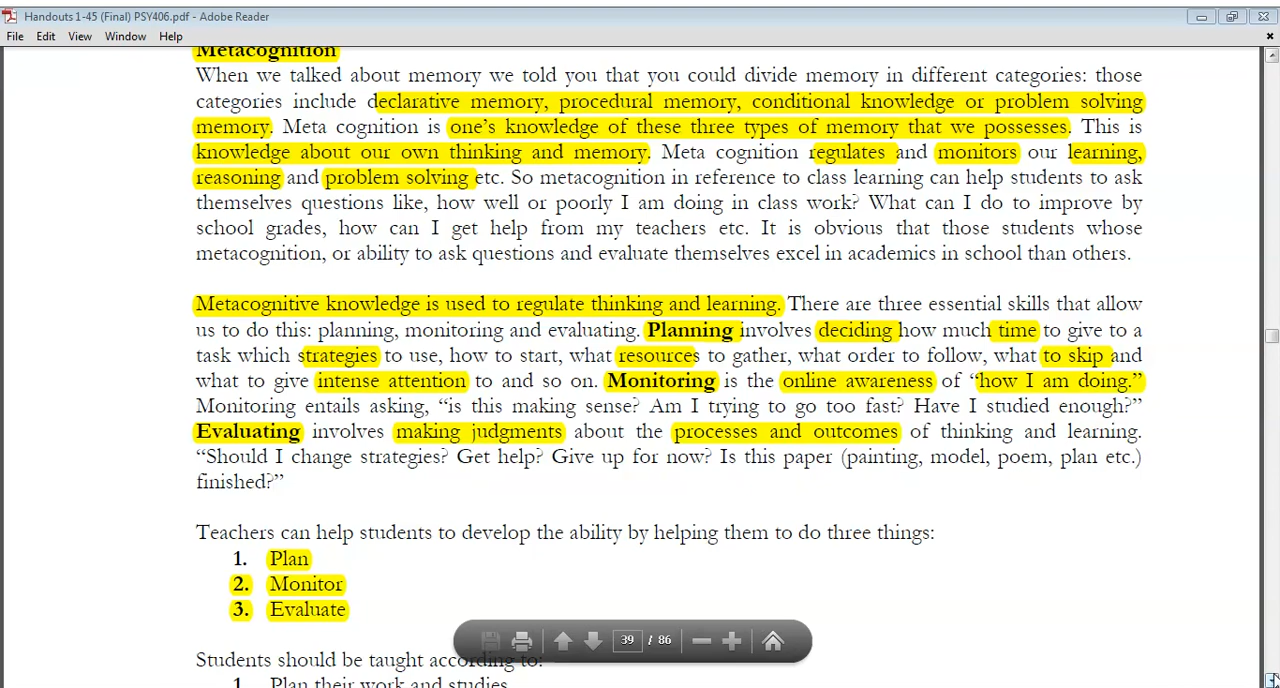 Handouts 1-45 (Final) PSY406.pdf - Adobe Reader
File Edit View Window Help
Metacognition
When we talked about memory we told you that you could divide memory in different categories: those
categories include declarative memory, procedural memory, conditional knowledge or problem solving
memory. Meta cognition is one's knowledge of these three types of memory that we possesses. This is
knowledge about our own thinking and memory. Meta cognition regulates and monitors our learning,
reasoning and problem solving etc. So metacognition in reference to class learning can help students to ask
themselves questions like, how well or poorly I am doing in class work? What can I do to improve by
school grades, how can I get help from my teachers etc. It is obvious that those students whose
metacognition, or ability to ask questions and evaluate themselves excel in academics in school than others.
Metacognitive knowledge is used to regulate thinking and learning. There are three essential skills that allow
us to do this: planning, monitoring and evaluating. Planning involves deciding how much time to give to a
task which strategies to use, how to start, what resources to gather, what order to follow, what to skip and
what to give intense attention to and so on. Monitoring is the online awareness of “how I am doing.”
Monitoring entails asking, “is this making sense? Am I trying to go too fast? Have I studied enough?”
Evaluating involves making judgments about the processes and outcomes of thinking and learning.
“Should I change strategies? Get help? Give up for now? Is this paper (painting, model, poem, plan etc.)
finished?”
Teachers can help students to develop the ability by helping them to do three things:
1. Plan
2. Monitor
3. Evaluate
39 / 86
Students should be taught according to:
1. Plan their work and studies